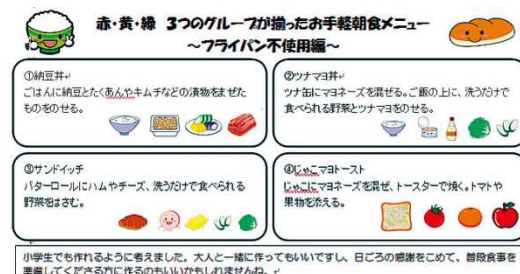 赤・黄・緑 3つのグループが揃ったお手軽朝食メニュー
～フライパン不使用編～
①納豆丼
ごはんに納豆とたくあんやキムチなどの漬物をまぜた
ものをのせる。
②ツナマヨ丼
ツナ缶にマヨネーズを混ぜる。ご飯の上に、洗うだけで
食べられる野菜とツナマヨをのせる。
③サンドイッチ
バターロールにハムやチーズ、洗うだけで食べられる
野菜をはさむ。
④じゃこマヨトースト
じゃこにマヨネーズを混ぜ、トースターで焼く。トマトや
果物を添える。
小学生でも作れるように考えました。大人と一緒に作ってもいいですし、日ごろの感謝をこめて、普段食事を
準備してくださる方に作るのもいいかもしれませんね。